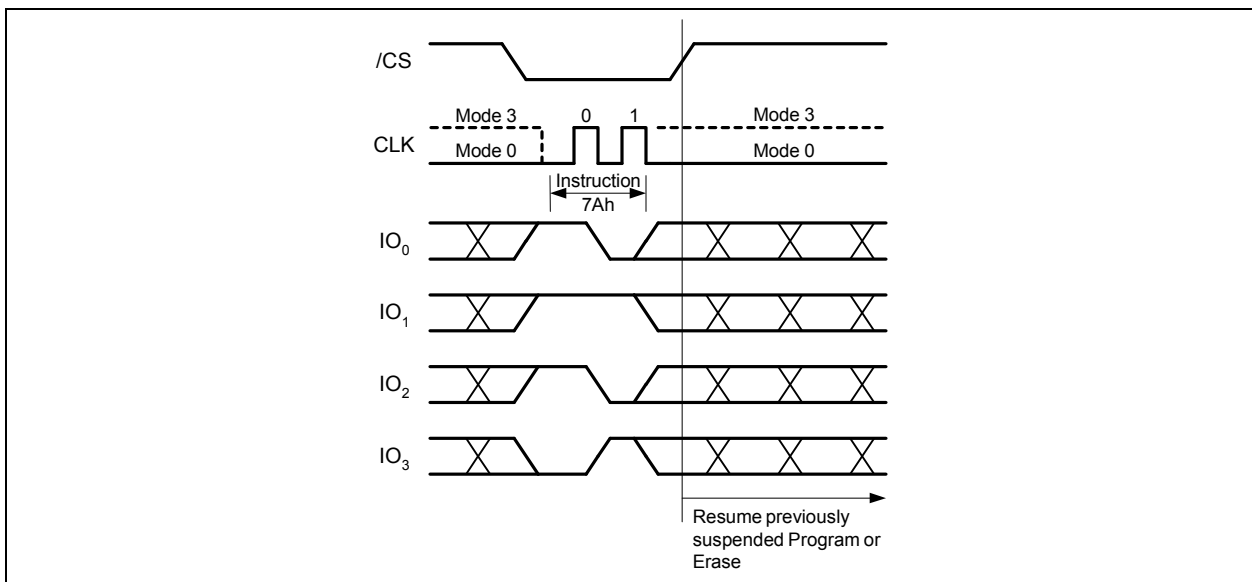 /CS
Mode 3 0 1 Mode 3
CLK
Mode 0 Mode 0
Instruction
7Ah
IO0
IO1
IO2
IO3
Resume previously
suspended Program or
Erase